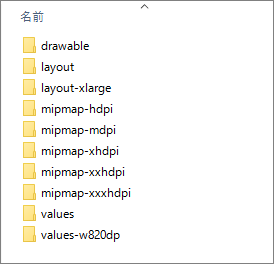 名前
drawable
layout
layout-xlarge
mipmap-hdpi
mipmap-mdpi
mipmap-xhdpi
mipmap-xxhdpi
mipmap-xxxhdpi
values
values-w820dp